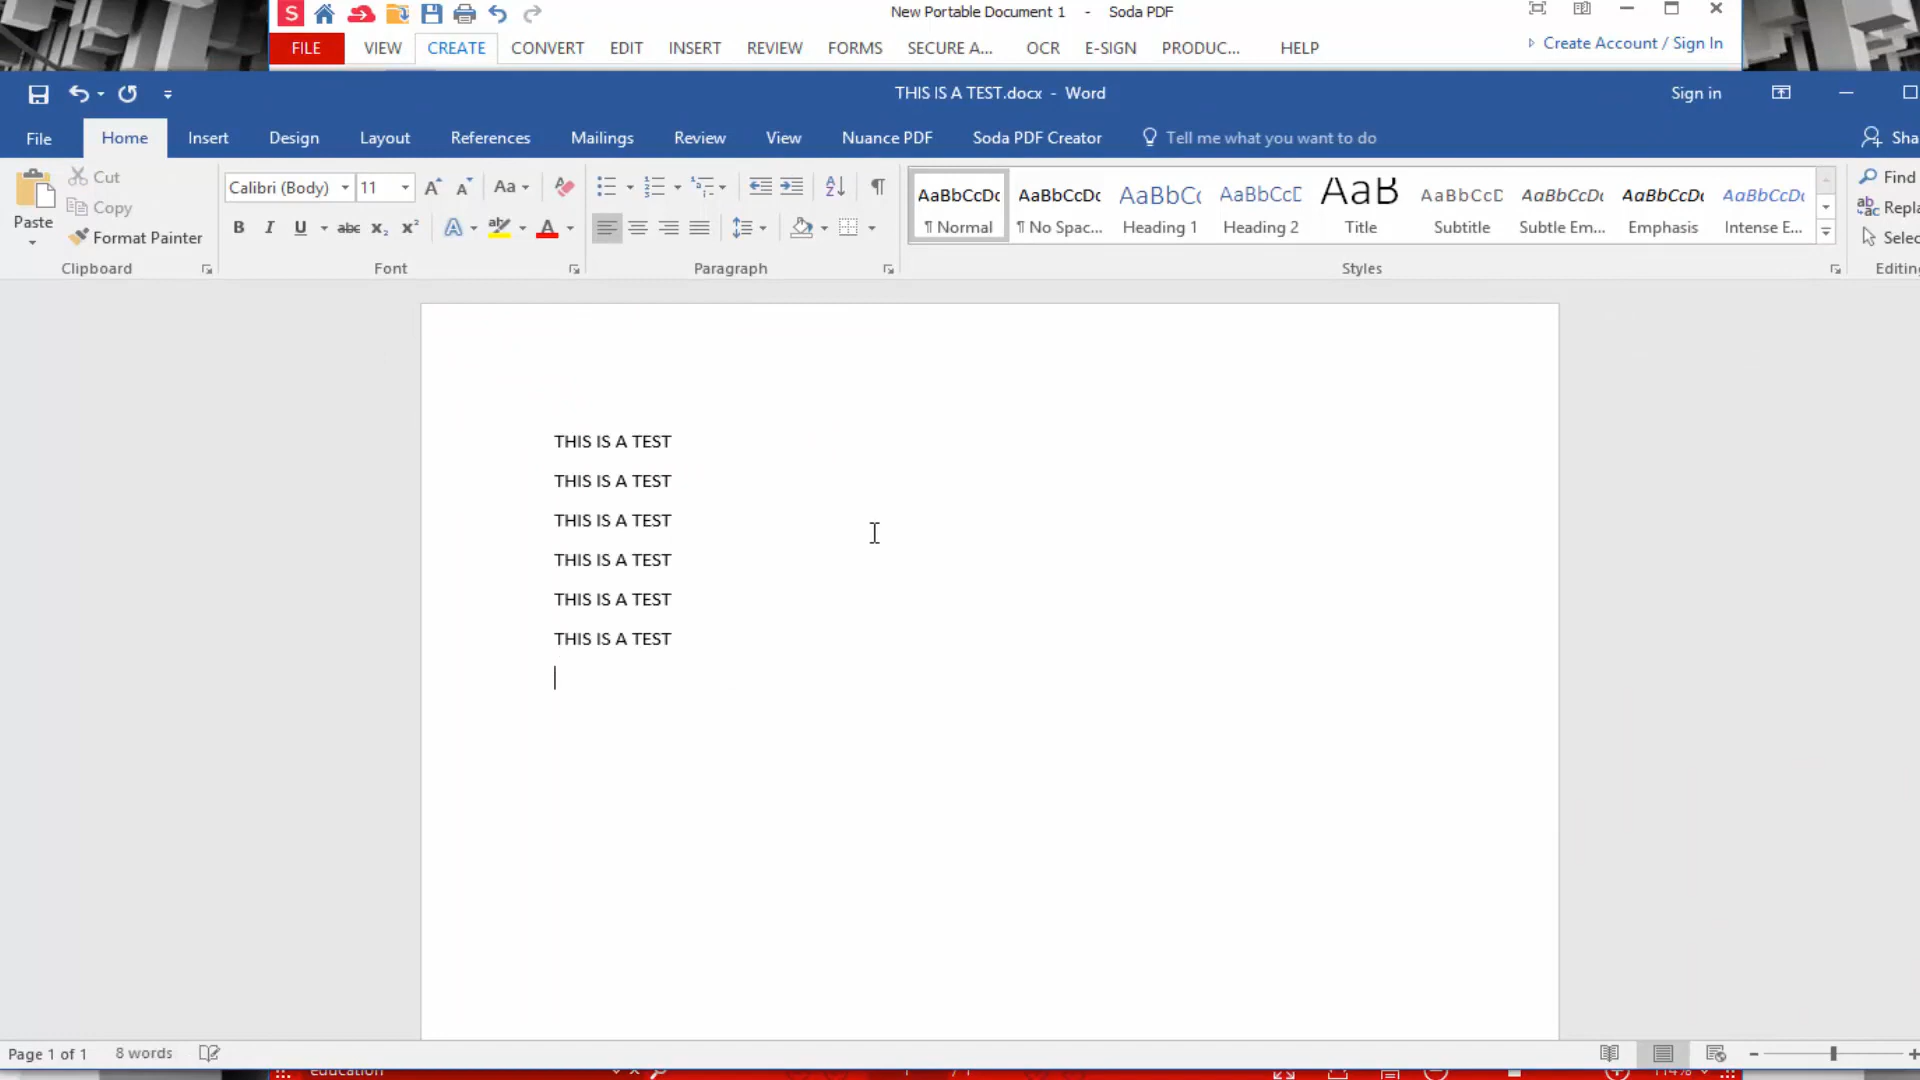 S
New Portable Document 1 - Soda PDF
FILE VIEW CREATE CONVERT EDIT INSERT REVIEW FORMS SECURE A... OCR E-SIGN PRODUC... HELP
Create Account / Sign In
THIS IS A TEST.docx - Word
Sign in
File Home Insert Design Layout References Mailings Review View Nuance PDF Soda PDF Creator Tell me what you want to do Sha
Paste
Cut
Copy
Format Painter
Clipboard
Calibri (Body) 11
Font
Paragraph
AaBbCcDc AaBbCcDc AaBbCc AaBbCcD AaB AaBbCcD AaBbCcDc AaBbCcDc AaBbCcDc
¶ Normal ¶ No Spac... Heading 1 Heading 2 Title Subtitle Subtle Em... Emphasis Intense E...
Styles
Find
Repla
Selec
Editing
THIS IS A TEST
THIS IS A TEST
THIS IS A TEST
THIS IS A TEST
THIS IS A TEST
THIS IS A TEST
Page 1 of 1 8 words
education
114%